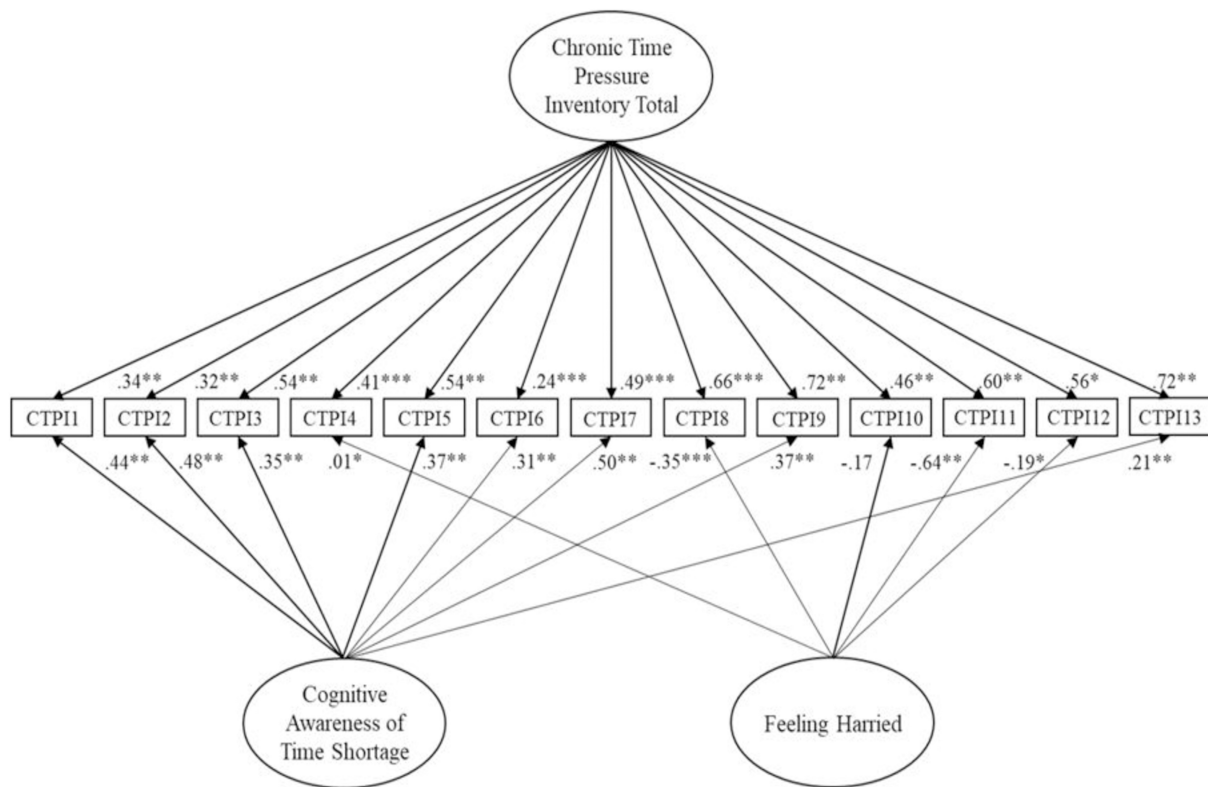 Chronic Time
Pressure
Inventory Total
.34** .32** .54** .41*** .54** .24*** .49*** .66*** .72** .46** .60** .56* .72**
CTPI1 CTPI2 CTPI3 CTPI4 CTPI5 CTPI6 CTPI7 CTPI8 CTPI9 CTPI10 CTPI11 CTPI12 CTPI13
.44** .48** .35** .01* .37** .31** .50** -.35*** .37** -.17 -.64** -.19* .21**
Cognitive
Awareness of
Time Shortage
Feeling Harried